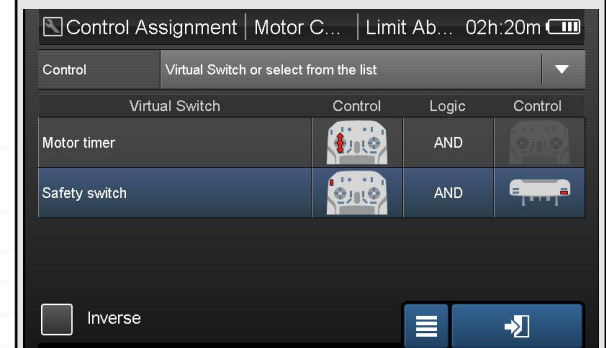 Control Assignment Motor C... Limit Ab... 02h:20m
Control Virtual Switch or select from the list
Virtual Switch Control Logic Control
Motor timer AND
Safety switch AND
Inverse